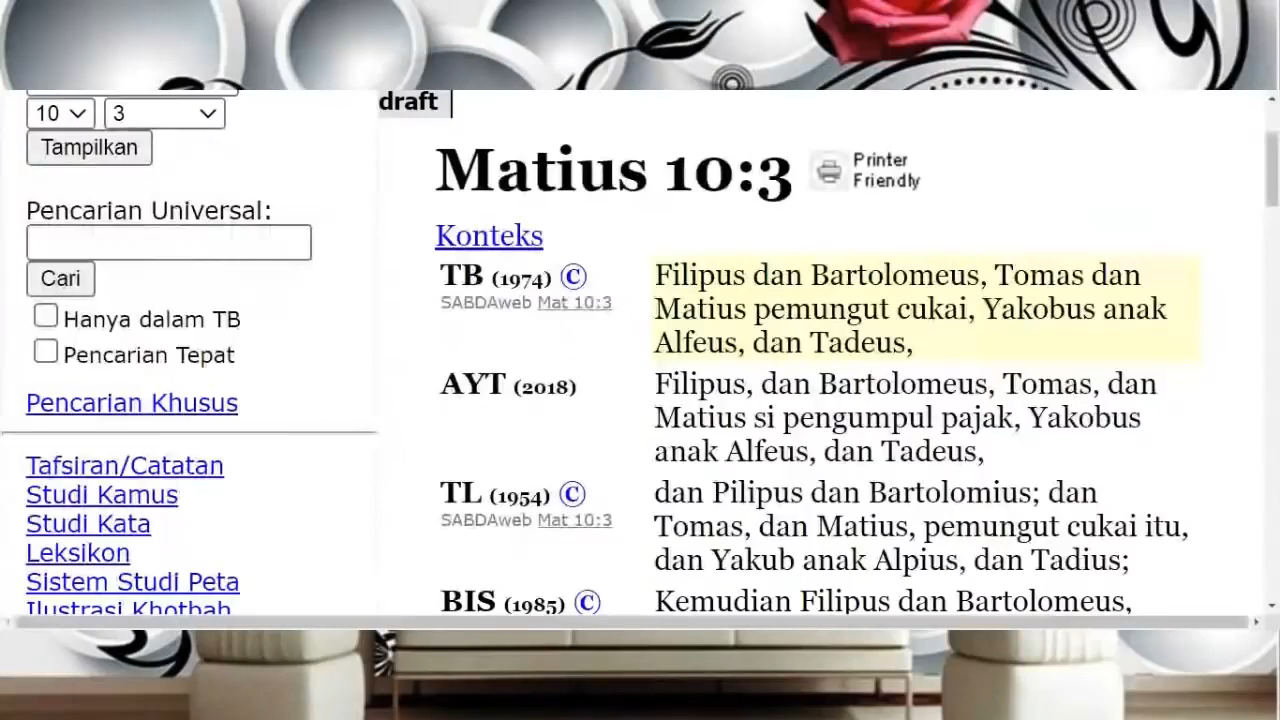 draft
10 3
Tampilkan
Matius 10:3
Printer
Friendly
Pencarian Universal:
Cari
Hanya dalam TB
Pencarian Tepat
Pencarian Khusus
Tafsiran/Catatan
Studi Kamus
Studi Kata
Leksikon
Sistem Studi Peta
Ilustrasi Khotbah
Konteks
TB (1974) ©
SABDAweb Mat 10:3
Filipus dan Bartolomeus, Tomas dan
Matius pemungut cukai, Yakobus anak
Alfeus, dan Tadeus,
AYT (2018)
Filipus, dan Bartolomeus, Tomas, dan
Matius si pengumpul pajak, Yakobus
anak Alfeus, dan Tadeus,
TL (1954) ©
SABDAweb Mat 10:3
dan Pilipus dan Bartolomius; dan
Tomas, dan Matius, pemungut cukai itu,
dan Yakub anak Alpius, dan Tadius;
BIS (1985) ©
Kemudian Filipus dan Bartolomeus,